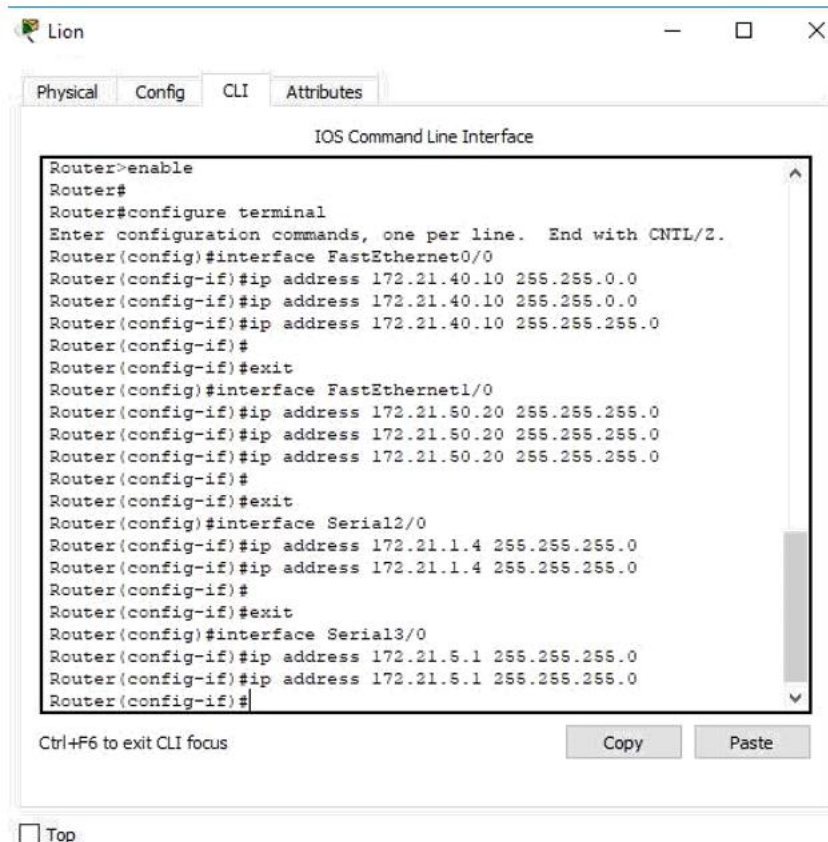 Lion
Physical Config CLI Attributes
IOS Command Line Interface
Router>enable
Router#
Router#configure terminal
Enter configuration commands, one per line.  End with CNTL/Z.
Router(config)#interface FastEthernet0/0
Router(config-if)#ip address 172.21.40.10 255.255.0.0
Router(config-if)#ip address 172.21.40.10 255.255.0.0
Router(config-if)#ip address 172.21.40.10 255.255.255.0
Router(config-if)#
Router(config-if)#exit
Router(config)#interface FastEthernet1/0
Router(config-if)#ip address 172.21.50.20 255.255.255.0
Router(config-if)#ip address 172.21.50.20 255.255.255.0
Router(config-if)#ip address 172.21.50.20 255.255.255.0
Router(config-if)#
Router(config-if)#exit
Router(config)#interface Serial2/0
Router(config-if)#ip address 172.21.1.4 255.255.255.0
Router(config-if)#ip address 172.21.1.4 255.255.255.0
Router(config-if)#
Router(config-if)#exit
Router(config)#interface Serial3/0
Router(config-if)#ip address 172.21.5.1 255.255.255.0
Router(config-if)#ip address 172.21.5.1 255.255.255.0
Router(config-if)#
Ctrl+F6 to exit CLI focus Copy Paste
Top